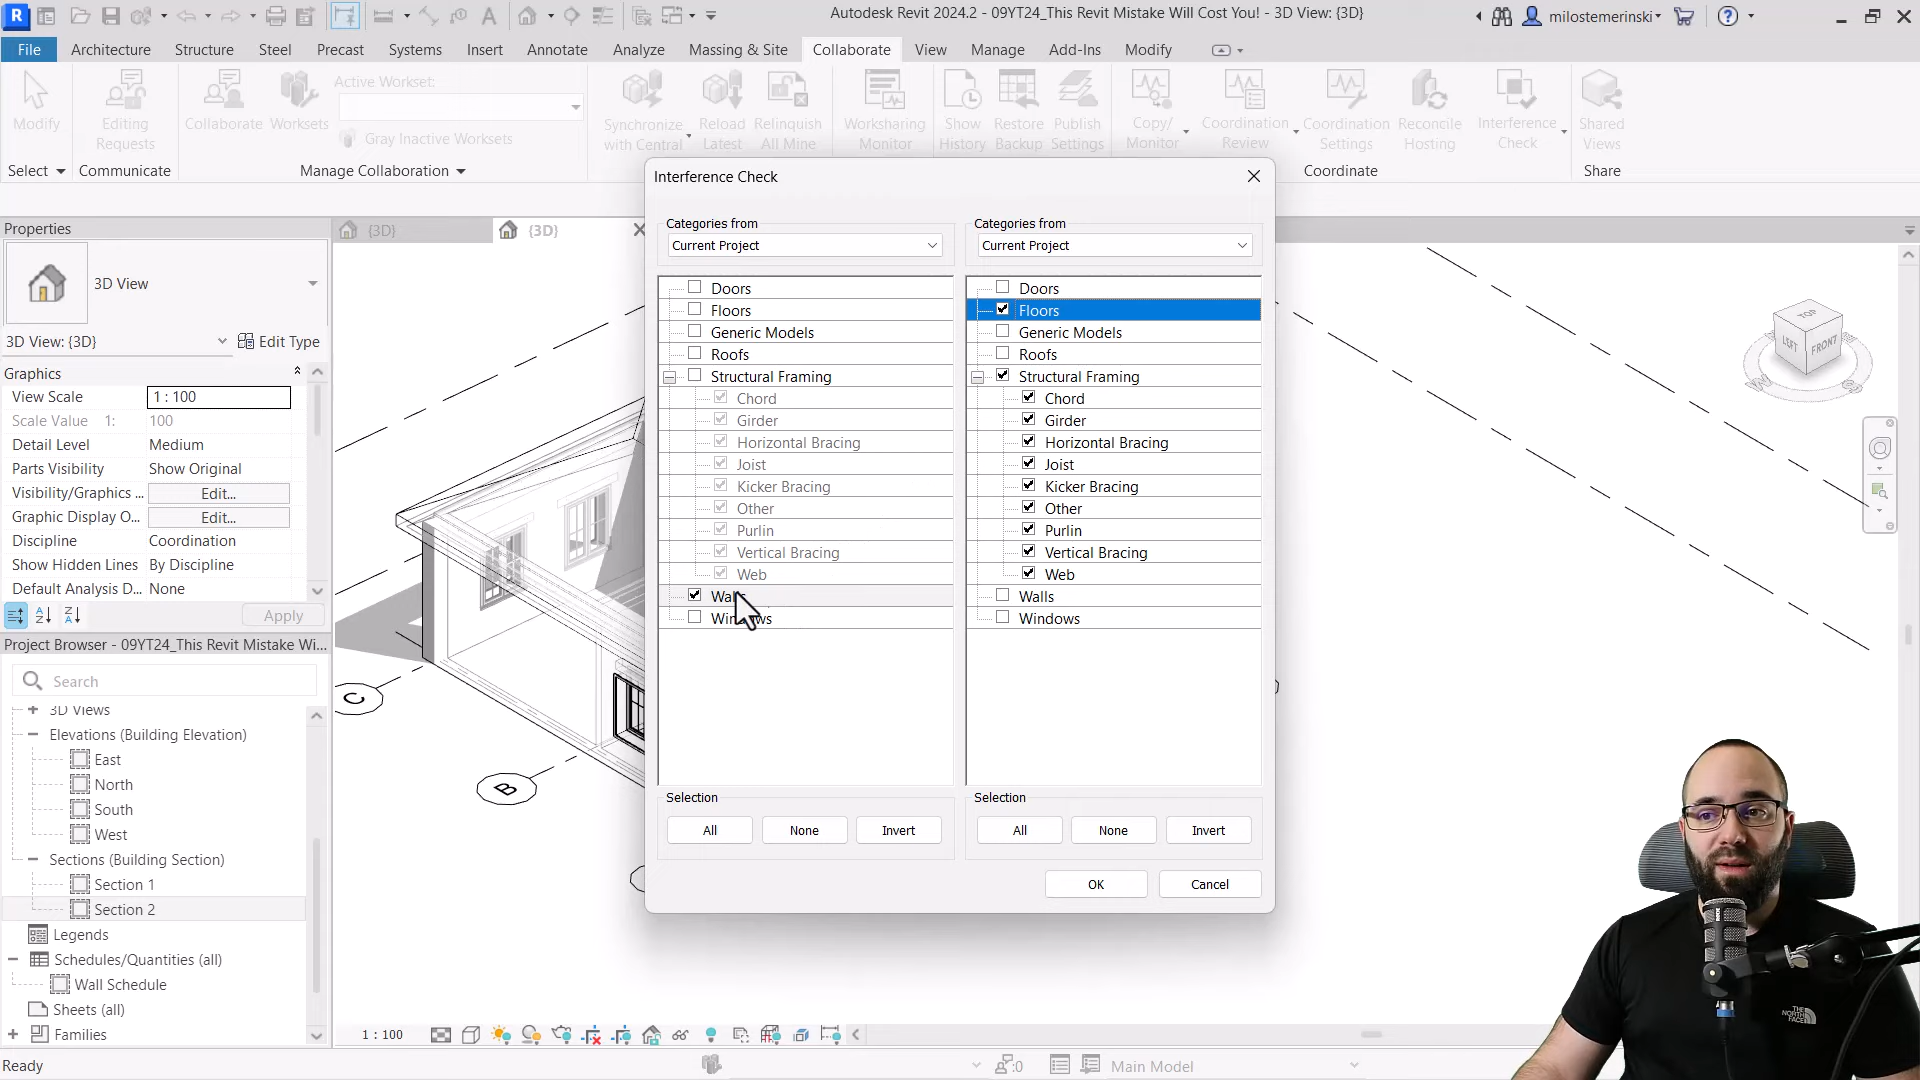 Autodesk Revit 2024.2 - 09YT24_This Revit Mistake Will Cost You! - 3D View: {3D}
milostemerinski
File Architecture Structure Steel Precast Systems Insert Annotate Analyze Massing & Site Collaborate View Manage Add-Ins Modify
Modify
Editing Requests
Collaborate
Worksets
Active Workset:
Gray Inactive Worksets
Synchronize with Central
Reload Latest
Relinquish All Mine
Worksharing Monitor
Show History
Restore Backup
Publish Settings
Copy/ Monitor
Coordination Review
Coordination Settings
Reconcile Hosting
Interference Check
Shared Views
Select
Communicate
Manage Collaboration
Coordinate
Share
Properties
{3D}
{3D}
3D View
3D View: {3D}
Edit Type
Graphics
View Scale 1 : 100
Scale Value 1: 100
Detail Level Medium
Parts Visibility Show Original
Visibility/Graphics ... Edit...
Graphic Display O... Edit...
Discipline Coordination
Show Hidden Lines By Discipline
Default Analysis D... None
Apply
Project Browser - 09YT24_This Revit Mistake Wi...
Search
3D Views
Elevations (Building Elevation)
East
North
South
West
Sections (Building Section)
Section 1
Section 2
Legends
Schedules/Quantities (all)
Wall Schedule
Sheets (all)
Families
Ready
Interference Check
Categories from
Current Project
Doors
Floors
Generic Models
Roofs
Structural Framing
Chord
Girder
Horizontal Bracing
Joist
Kicker Bracing
Other
Purlin
Vertical Bracing
Web
Walls
Windows
Selection
All None Invert
Categories from
Current Project
Doors
Floors
Generic Models
Roofs
Structural Framing
Chord
Girder
Horizontal Bracing
Joist
Kicker Bracing
Other
Purlin
Vertical Bracing
Web
Walls
Windows
Selection
All None Invert
OK Cancel
C
B
TOP
LEFT
FRONT
W
S
1 : 100
:0
Main Model
THE NORTH FACE